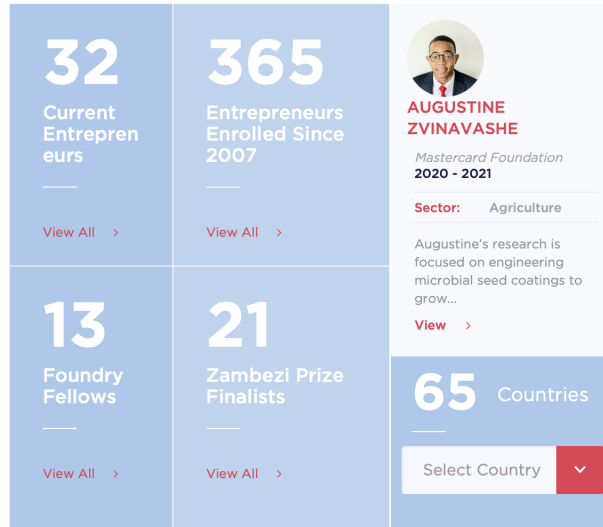 32
Current
Entrepren
eurs
View All
365
Entrepreneurs
Enrolled Since
2007
View All
AUGUSTINE
ZVINAVASHE
Mastercard Foundation
2020 - 2021
Sector: Agriculture
Augustine's research is
focused on engineering
microbial seed coatings to
grow...
View
13
Foundry
Fellows
View All
21
Zambezi Prize
Finalists
View All
65 Countries
Select Country